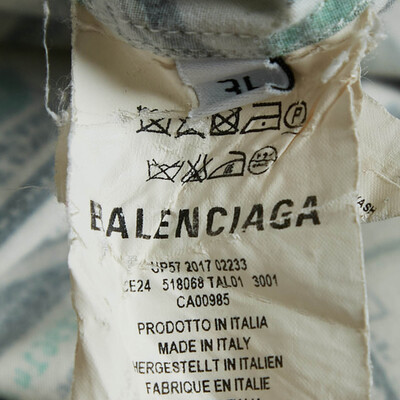 BALENCIAGA
UP57 2017 02233
CE24 518068 TAL01 3001
CA00985
PRODOTTO IN ITALIA
MADE IN ITALY
HERGESTELLT IN ITALIEN
FABRIQUE EN ITALIE